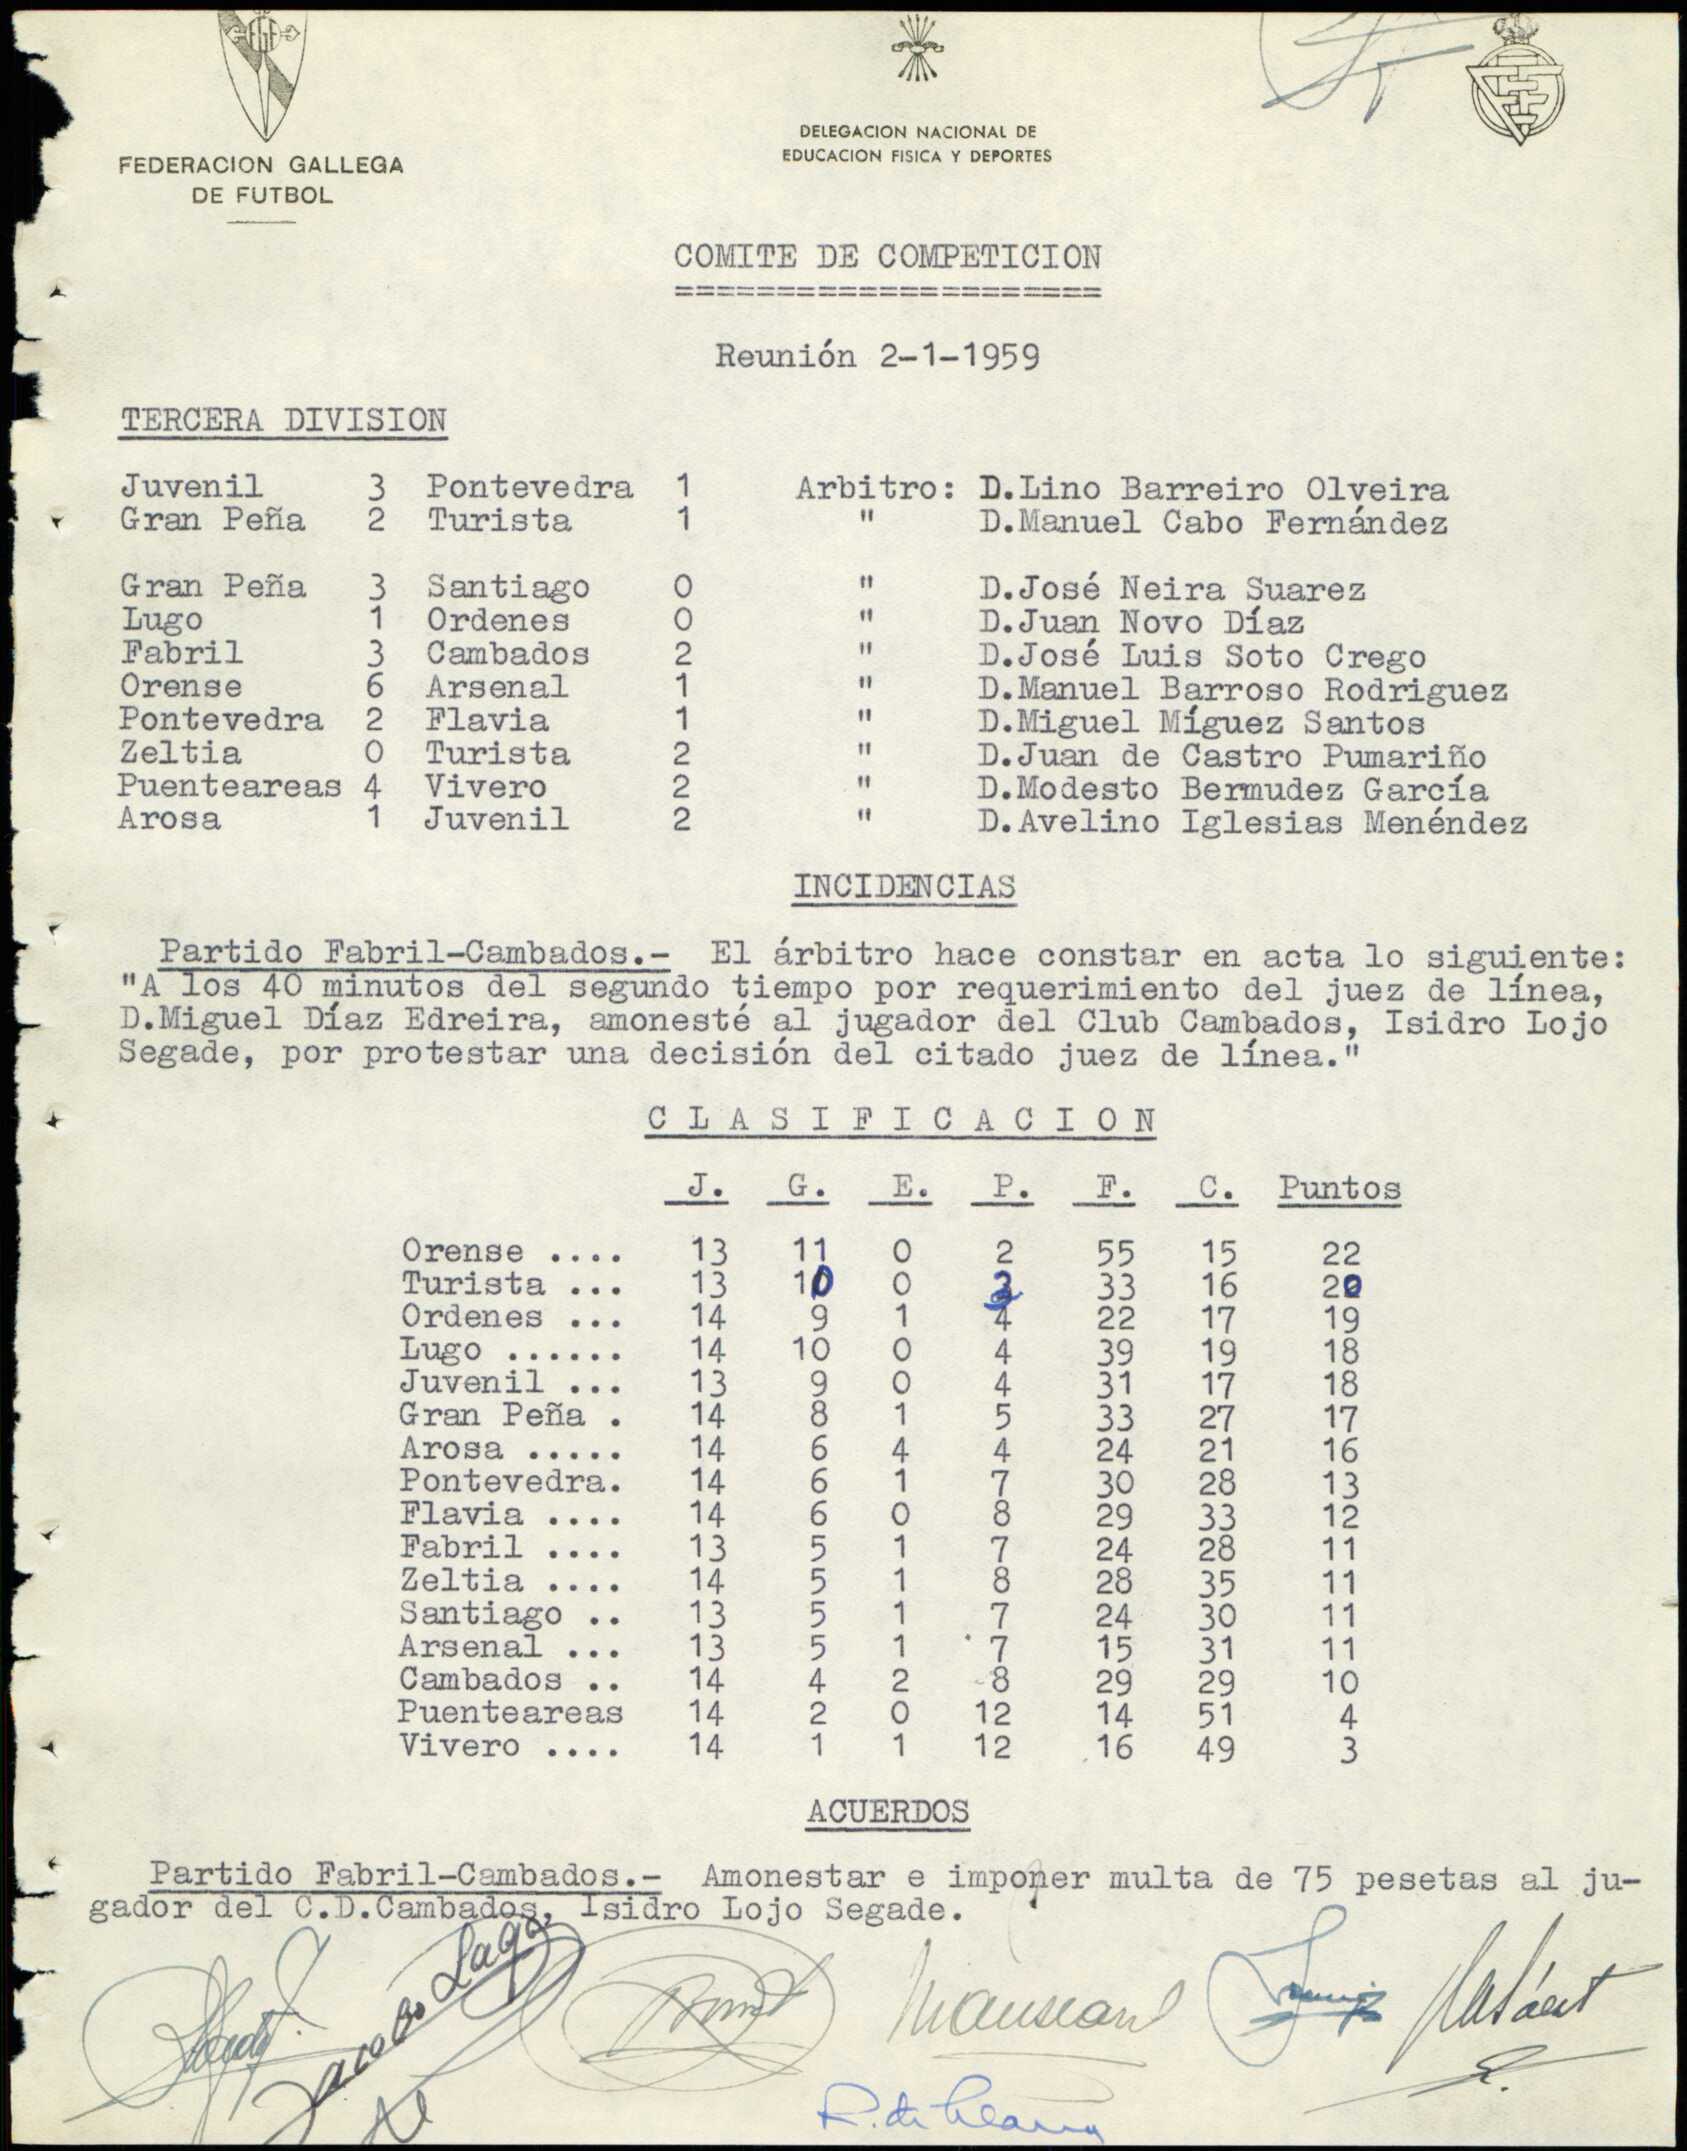 FEDERACION GALLEGA
DE FUTBOL
DELEGACION NACIONAL DE
EDUCACION FISICA Y DEPORTES
COMITE DE COMPETICION
=====================
Reunión 2-1-1959
TERCERA DIVISION
Juvenil 3 Pontevedra 1 Arbitro: D.Lino Barreiro Olveira
Gran Peña 2 Turista 1 " D.Manuel Cabo Fernández
Gran Peña 3 Santiago 0 " D.José Neira Suarez
Lugo 1 Ordenes 0 " D.Juan Novo Díaz
Fabril 3 Cambados 2 " D.José Luis Soto Crego
Orense 6 Arsenal 1 " D.Manuel Barroso Rodriguez
Pontevedra 2 Flavia 1 " D.Miguel Míguez Santos
Zeltia 0 Turista 2 " D.Juan de Castro Pumariño
Puenteareas 4 Vivero 2 " D.Modesto Bermudez García
Arosa 1 Juvenil 2 " D.Avelino Iglesias Menéndez
INCIDENCIAS
Partido Fabril-Cambados.- El árbitro hace constar en acta lo siguiente:
"A los 40 minutos del segundo tiempo por requerimiento del juez de línea,
D.Miguel Díaz Edreira, amonesté al jugador del Club Cambados, Isidro Lojo
Segade, por protestar una decisión del citado juez de línea."
C L A S I F I C A C I O N
J. G. E. P. F. C. Puntos
Orense .... 13 11 0 2 55 15 22
Turista ... 13 10 0 3 33 16 20
Ordenes ... 14 9 1 4 22 17 19
Lugo ...... 14 10 0 4 39 19 18
Juvenil ... 13 9 0 4 31 17 18
Gran Peña . 14 8 1 5 33 27 17
Arosa ..... 14 6 4 4 24 21 16
Pontevedra. 14 6 1 7 30 28 13
Flavia .... 14 6 0 8 29 33 12
Fabril .... 13 5 1 7 24 28 11
Zeltia .... 14 5 1 8 28 35 11
Santiago .. 13 5 1 7 24 30 11
Arsenal ... 13 5 1 7 15 31 11
Cambados .. 14 4 2 8 29 29 10
Puenteareas 14 2 0 12 14 51 4
Vivero .... 14 1 1 12 16 49 3
ACUERDOS
Partido Fabril-Cambados.- Amonestar e imponer multa de 75 pesetas al ju-
gador del C.D.Cambados, Isidro Lojo Segade.
Jacobo Lago